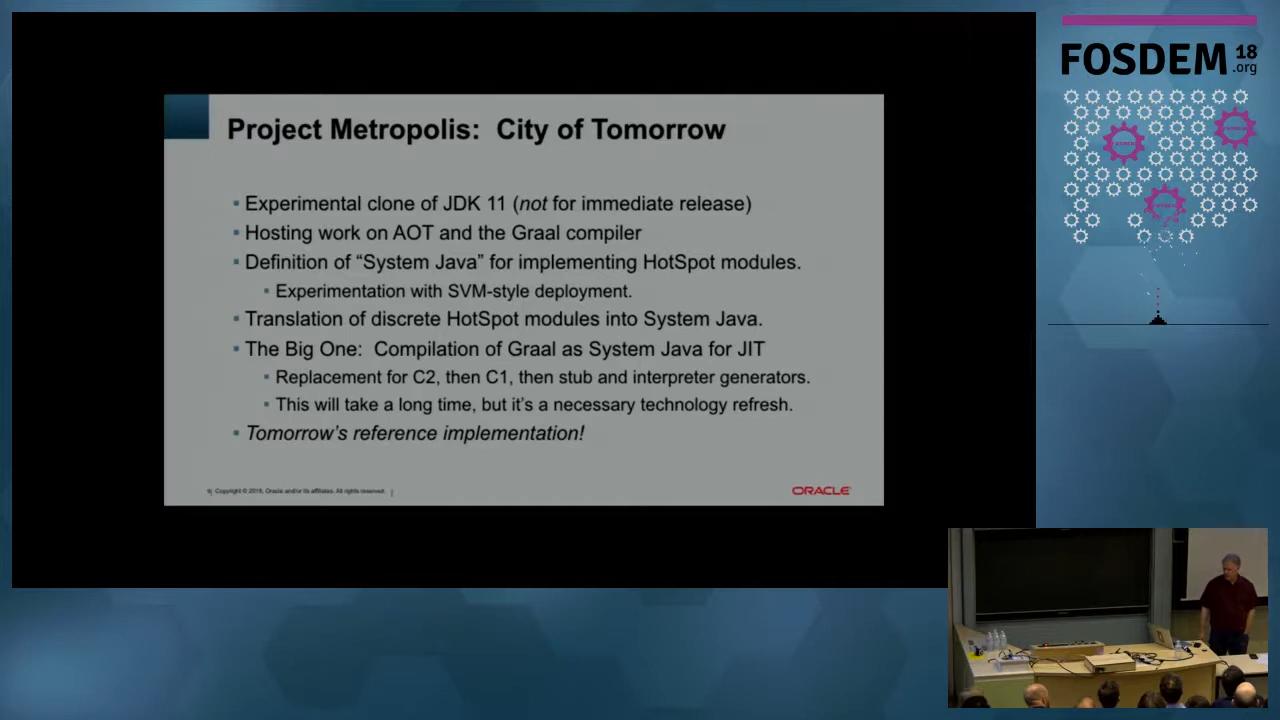 FOSDEM 18
.org
Project Metropolis: City of Tomorrow
Experimental clone of JDK 11 (not for immediate release)
Hosting work on AOT and the Graal compiler
Definition of “System Java” for implementing HotSpot modules.
Experimentation with SVM-style deployment.
Translation of discrete HotSpot modules into System Java.
The Big One: Compilation of Graal as System Java for JIT
Replacement for C2, then C1, then stub and interpreter generators.
This will take a long time, but it’s a necessary technology refresh.
Tomorrow’s reference implementation!
Copyright © 2018, Oracle and/or its affiliates. All rights reserved.
ORACLE